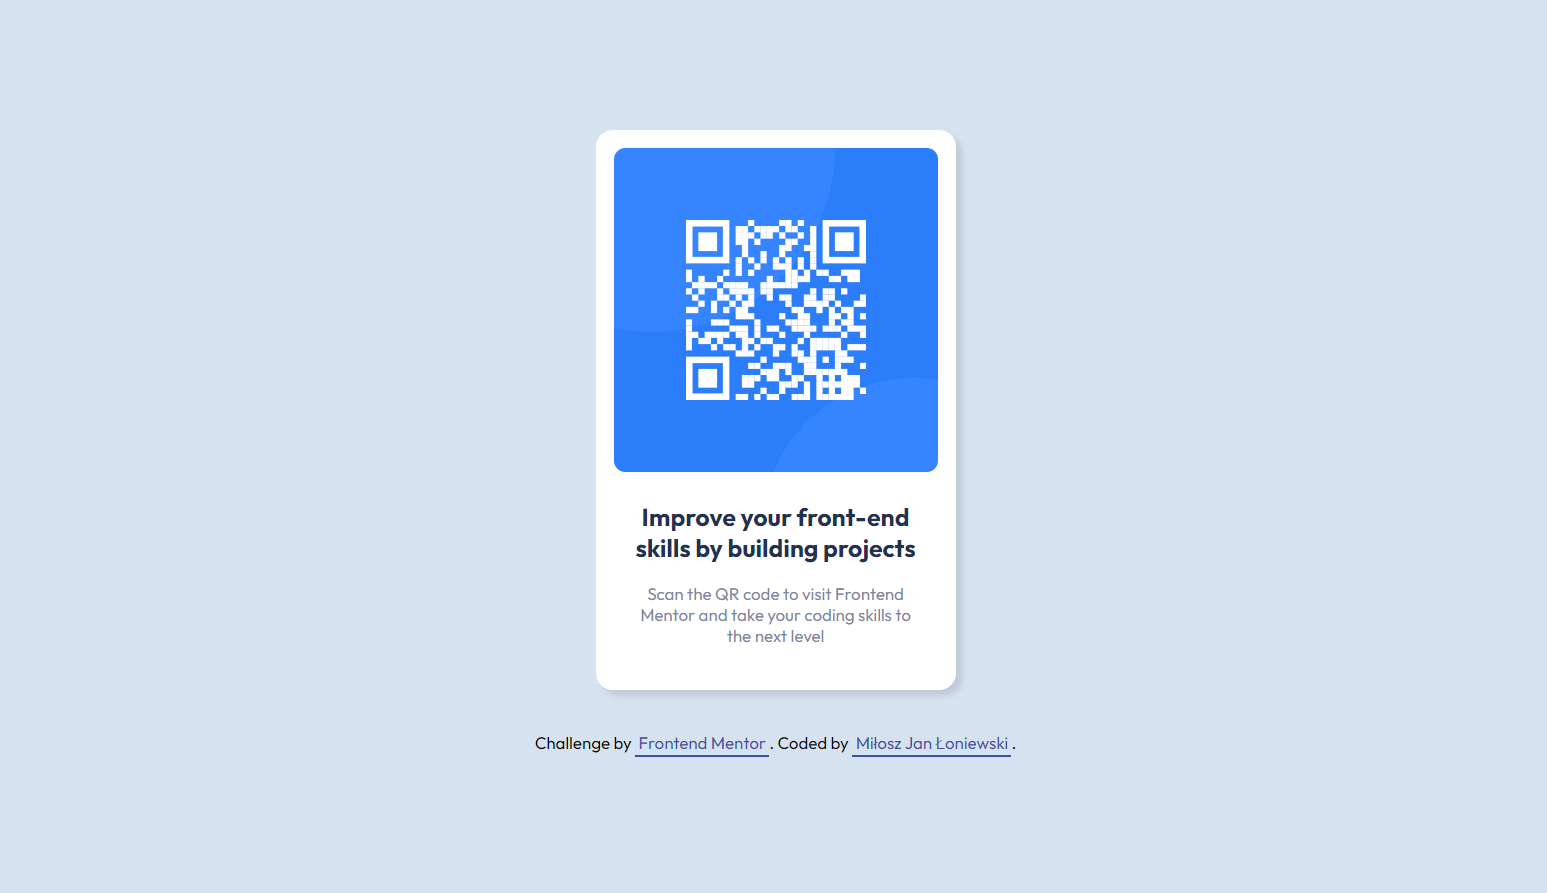 Improve your front-end
skills by building projects
Scan the QR code to visit Frontend
Mentor and take your coding skills to
the next level
Challenge by Frontend Mentor. Coded by Miłosz Jan Łoniewski.